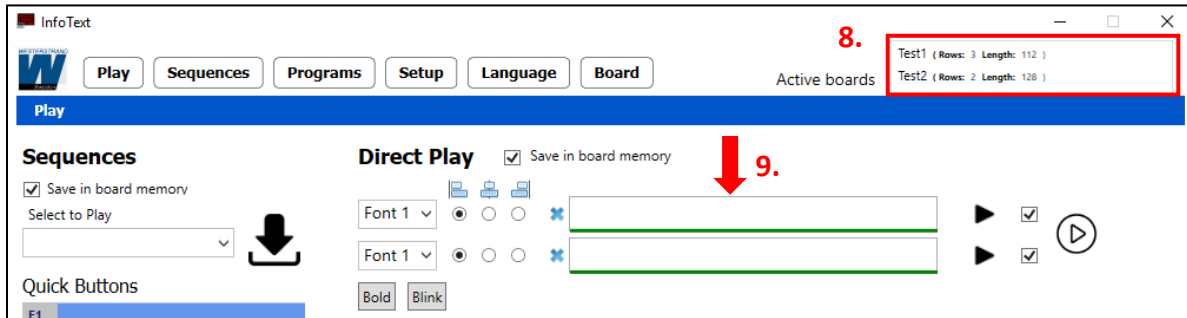 InfoText
8.
WESTERSTRAND
Play Sequences Programs Setup Language Board
Active boards
Test1 ( Rows: 3 Length: 112 )
Test2 ( Rows: 2 Length: 128 )
Play
Sequences
Save in board memory
Select to Play
Quick Buttons
F1
Direct Play Save in board memory
9.
Font 1
Font 1
Bold Blink